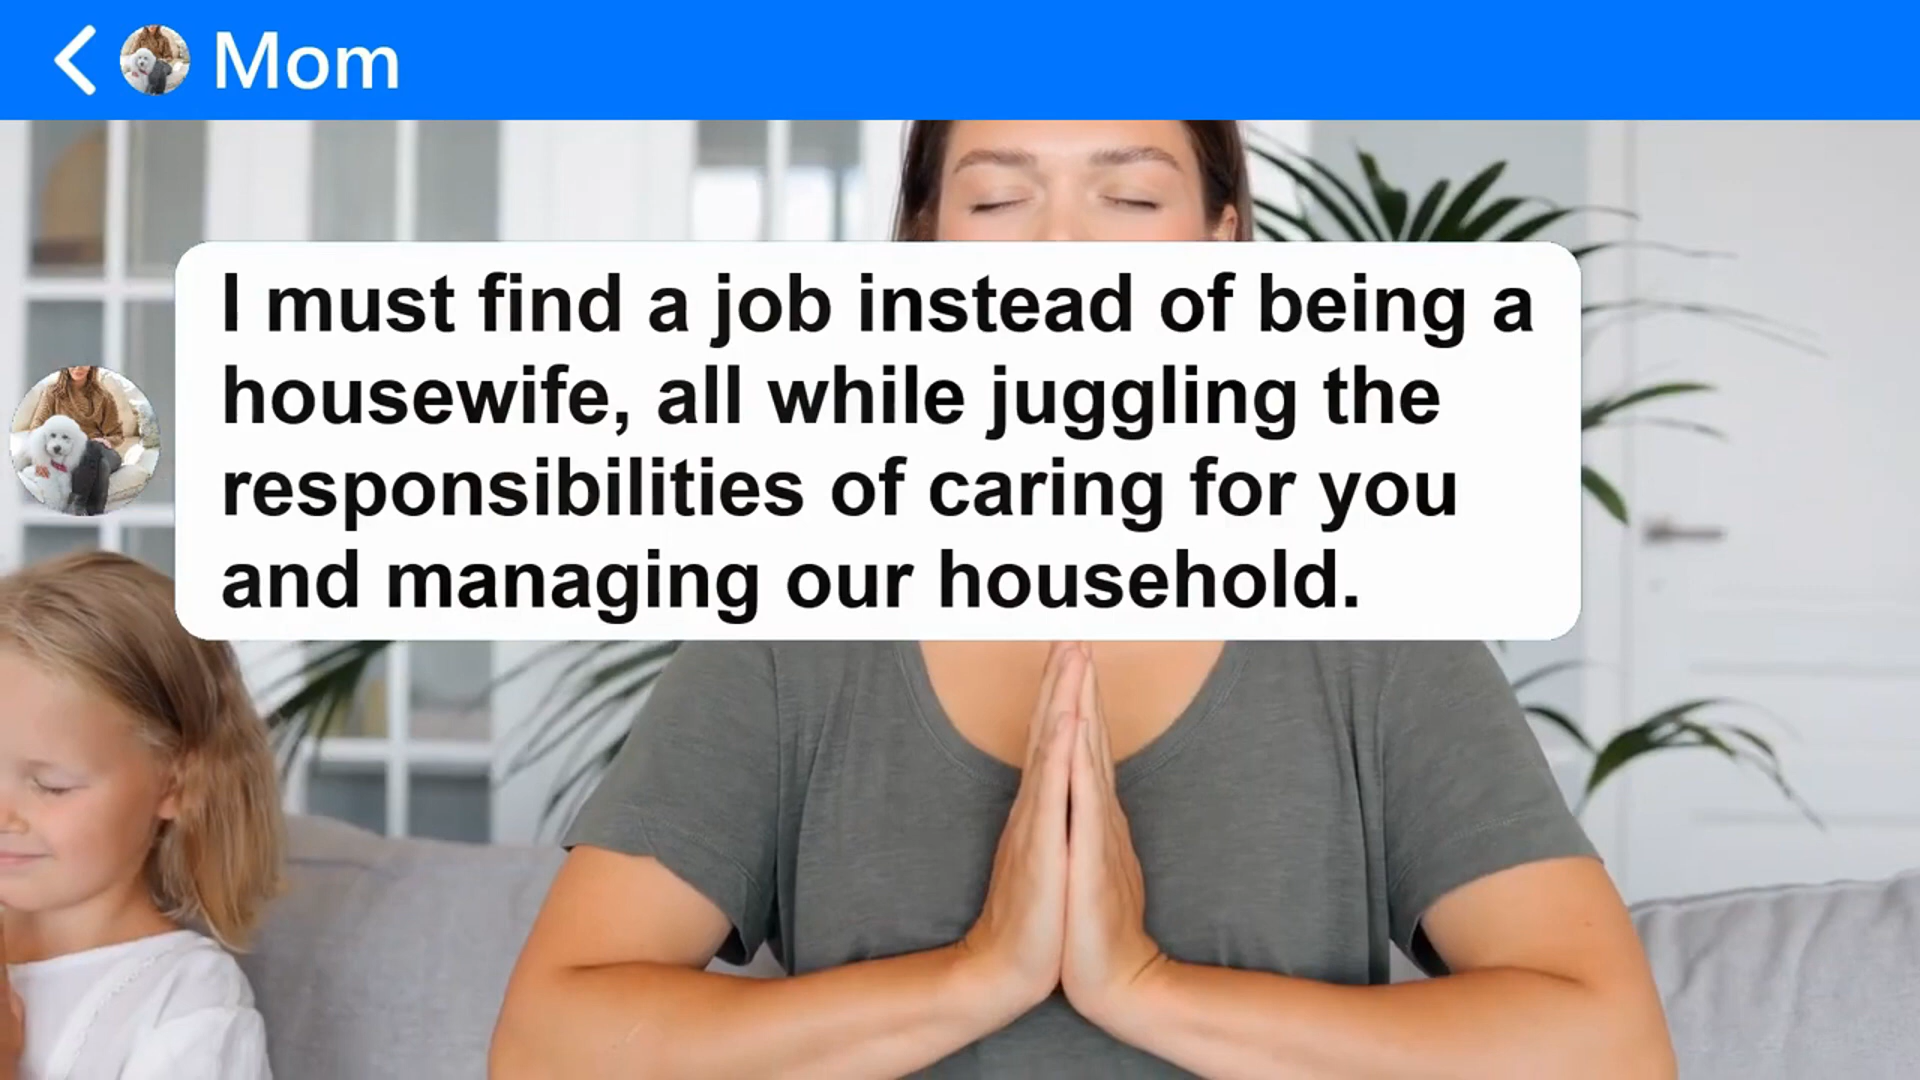 Mom
I must find a job instead of being a
housewife, all while juggling the
responsibilities of caring for you
and managing our household.